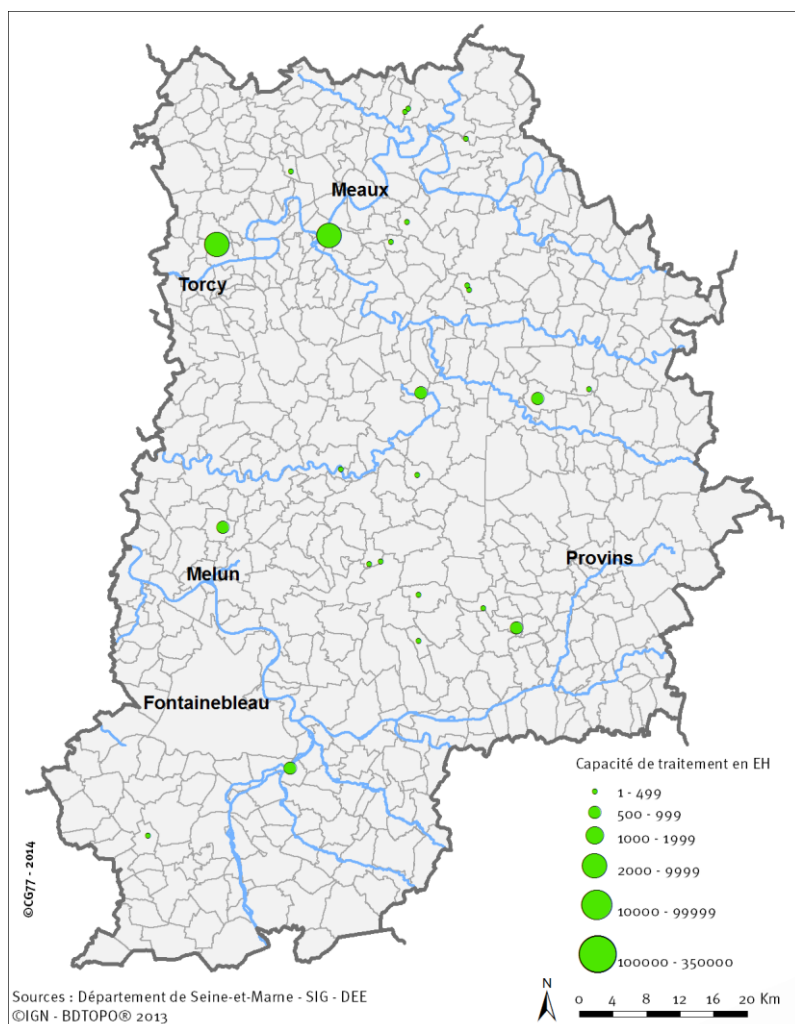 Meaux
Torcy
Provins
Melun
Fontainebleau
Capacité de traitement en EH
1 - 499
500 - 999
1000 - 1999
2000 - 9999
10000 - 99999
100000 - 350000
©CG77 - 2014
Sources : Département de Seine-et-Marne - SIG - DEE
©IGN - BDTOPO® 2013
N
0 4 8 12 16 20 Km